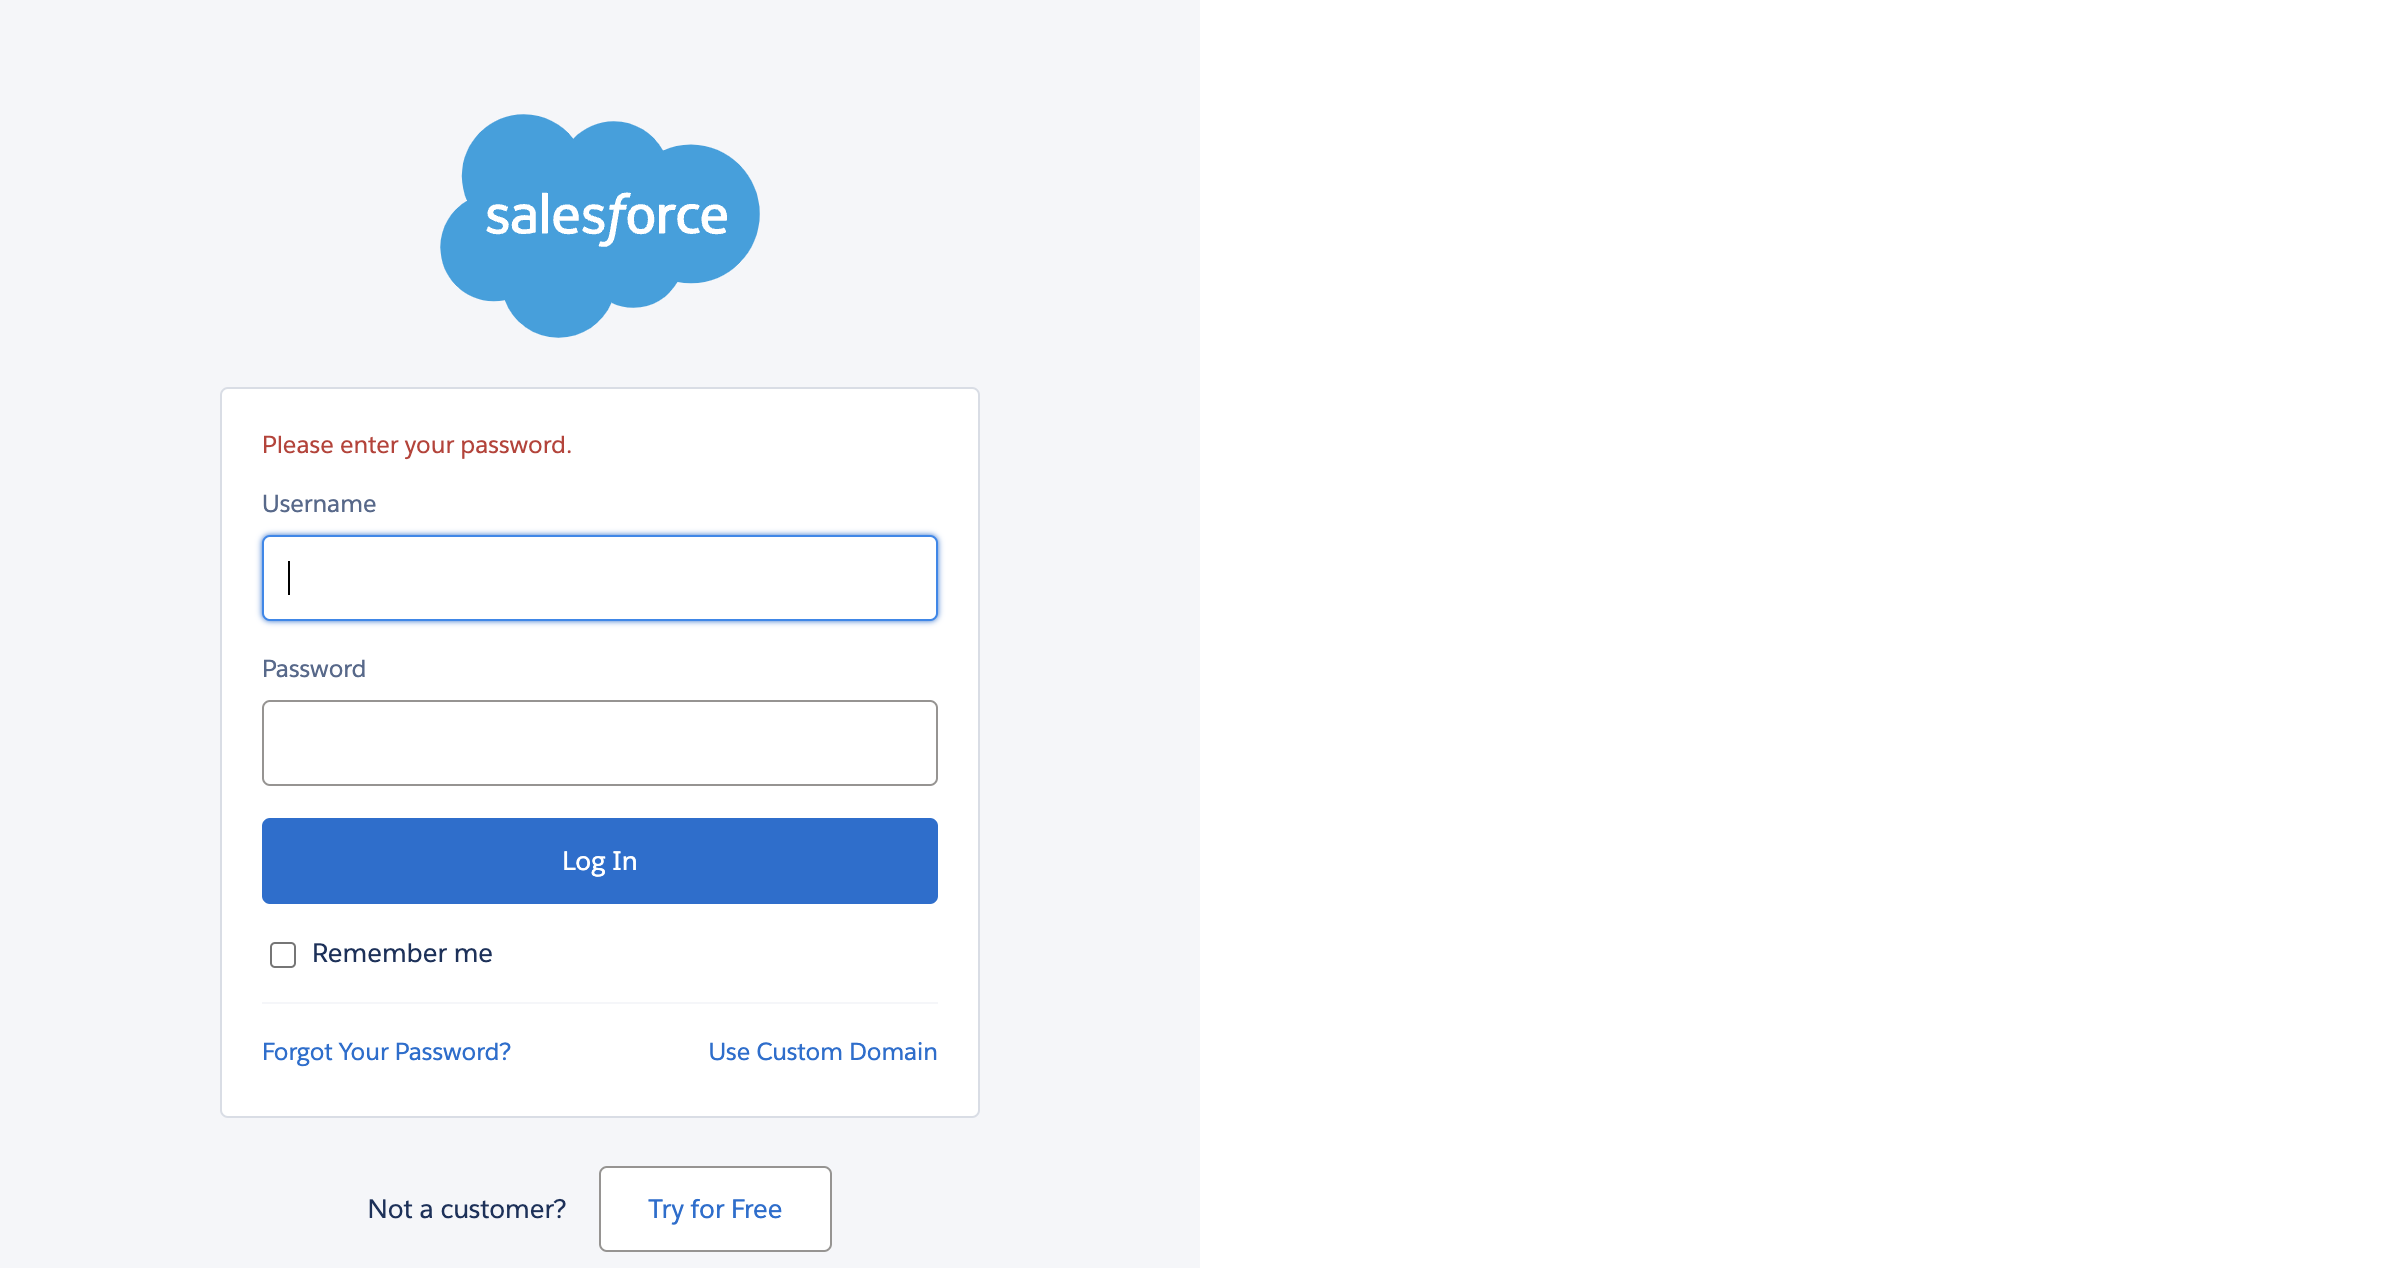 salesforce
Please enter your password.
Username
Password
Log In
Remember me
Forgot Your Password? Use Custom Domain
Not a customer? Try for Free